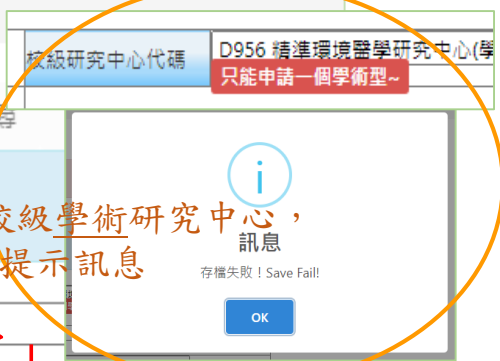 校級研究中心代碼
D956 精準環境醫學研究中心(學
只能申請一個學術型~
校級學術研究中心，
提示訊息
訊息
存檔失敗！Save Fail!
OK